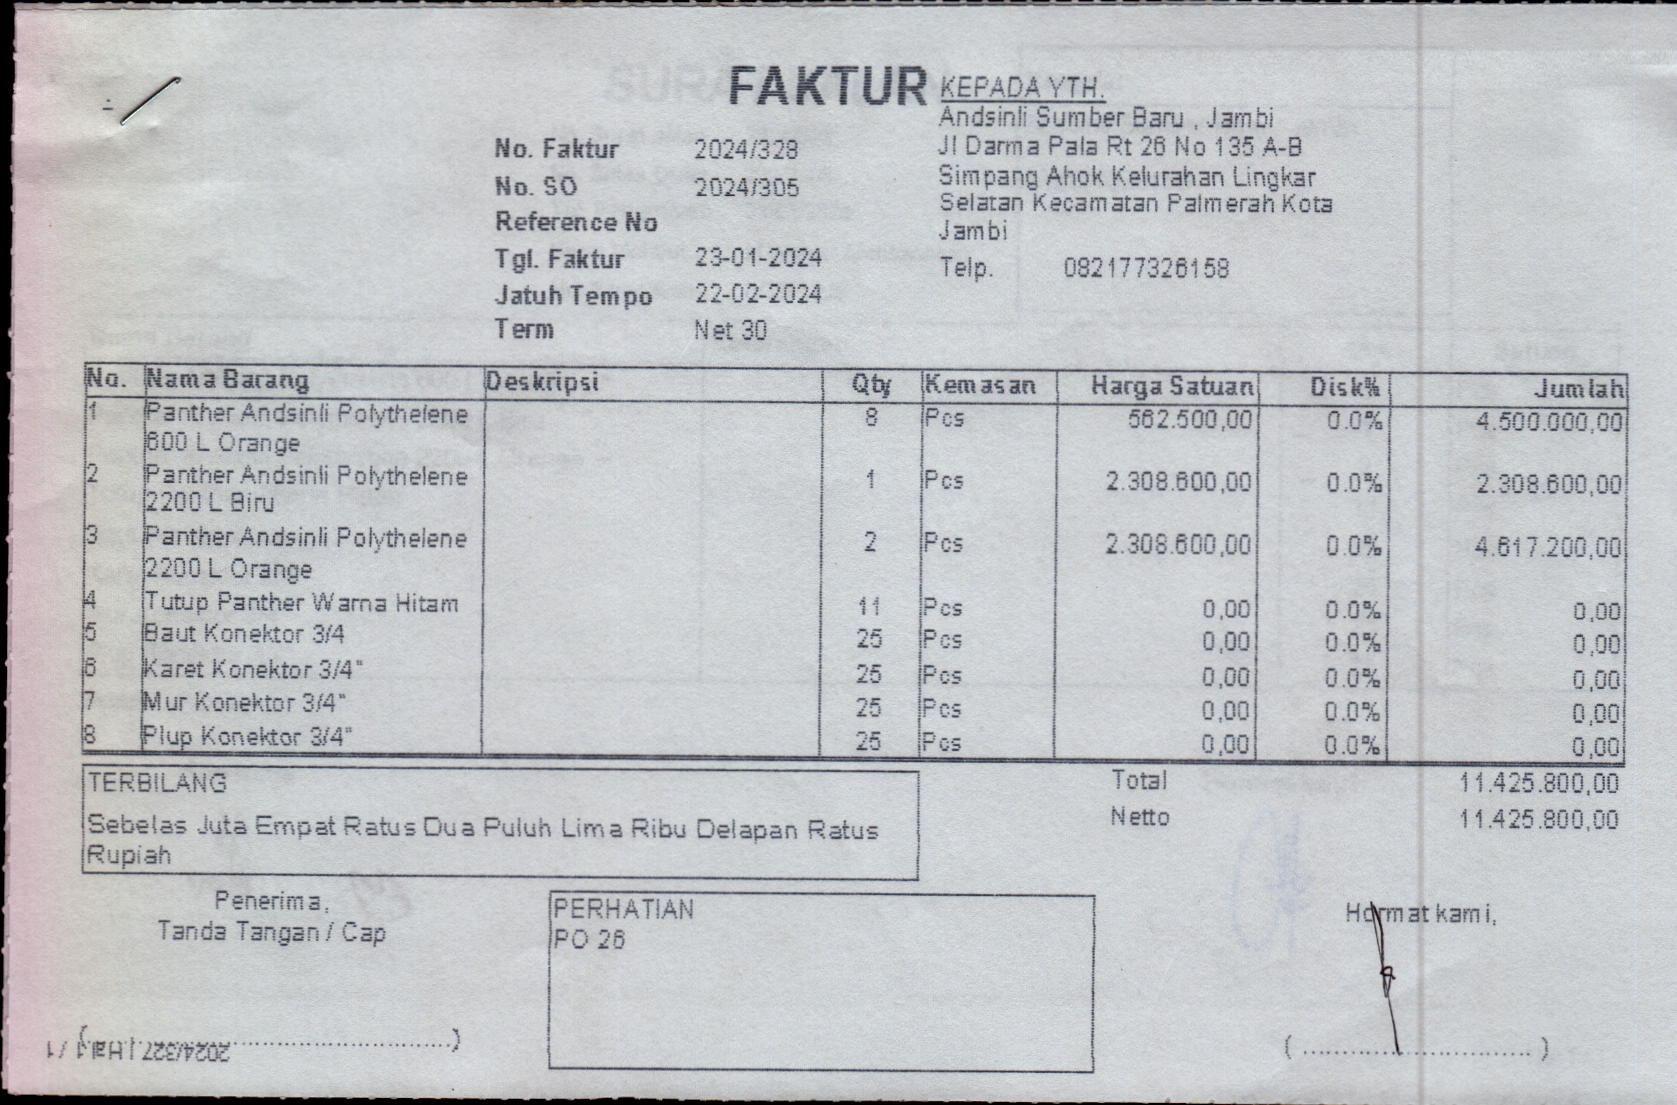 FAKTUR
No. Faktur 2024/328
No. SO 2024/305
Reference No
Tgl. Faktur 23-01-2024
Jatuh Tempo 22-02-2024
Term Net 30
KEPADA YTH.
Andsinli Sumber Baru , Jambi
Jl Darma Pala Rt 26 No 135 A-B
Simpang Ahok Kelurahan Lingkar
Selatan Kecamatan Palmerah Kota
Jambi
Telp. 082177326158
No. Nama Barang Deskripsi Qty Kemasan Harga Satuan Disk% Jumlah
1 Panther Andsinli Polythelene 8 Pcs 562.500,00 0.0% 4.500.000,00
600 L Orange
2 Panther Andsinli Polythelene 1 Pcs 2.308.600,00 0.0% 2.308.600,00
2200 L Biru
3 Panther Andsinli Polythelene 2 Pcs 2.308.600,00 0.0% 4.617.200,00
2200 L Orange
4 Tutup Panther Warna Hitam 11 Pcs 0,00 0.0% 0,00
5 Baut Konektor 3/4 25 Pcs 0,00 0.0% 0,00
6 Karet Konektor 3/4" 25 Pcs 0,00 0.0% 0,00
7 Mur Konektor 3/4" 25 Pcs 0,00 0.0% 0,00
8 Plup Konektor 3/4" 25 Pcs 0,00 0.0% 0,00
Total 11.425.800,00
Netto 11.425.800,00
TERBILANG
Sebelas Juta Empat Ratus Dua Puluh Lima Ribu Delapan Ratus
Rupiah
Penerima,
Tanda Tangan / Cap
PERHATIAN
PO 26
Hormat kami,
2024/327 | Hal 1 / 1